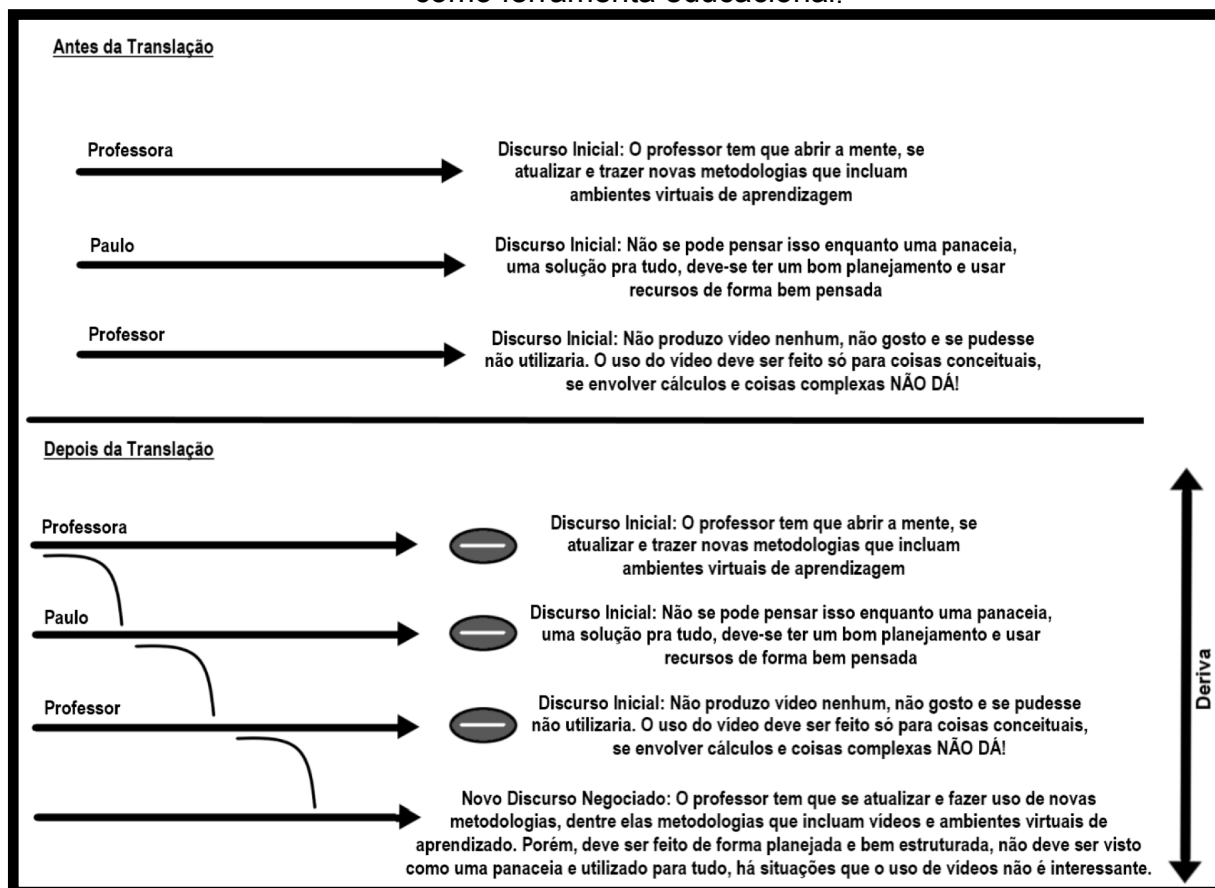 como ferramenta educacional.
Antes da Translação
Professora
Discurso Inicial: O professor tem que abrir a mente, se
atualizar e trazer novas metodologias que incluam
ambientes virtuais de aprendizagem
Paulo
Discurso Inicial: Não se pode pensar isso enquanto uma panaceia,
uma solução pra tudo, deve-se ter um bom planejamento e usar
recursos de forma bem pensada
Professor
Discurso Inicial: Não produzo vídeo nenhum, não gosto e se pudesse
não utilizaria. O uso do vídeo deve ser feito só para coisas conceituais,
se envolver cálculos e coisas complexas NÃO DÁ!
Depois da Translação
Professora
Discurso Inicial: O professor tem que abrir a mente, se
atualizar e trazer novas metodologias que incluam
ambientes virtuais de aprendizagem
Paulo
Discurso Inicial: Não se pode pensar isso enquanto uma panaceia,
uma solução pra tudo, deve-se ter um bom planejamento e usar
recursos de forma bem pensada
Professor
Discurso Inicial: Não produzo vídeo nenhum, não gosto e se pudesse
não utilizaria. O uso do vídeo deve ser feito só para coisas conceituais,
se envolver cálculos e coisas complexas NÃO DÁ!
Novo Discurso Negociado: O professor tem que se atualizar e fazer uso de novas
metodologias, dentre elas metodologias que incluam vídeos e ambientes virtuais de
aprendizado. Porém, deve ser feito de forma planejada e bem estruturada, não deve ser visto
como uma panaceia e utilizado para tudo, há situações que o uso de vídeos não é interessante.
Deriva